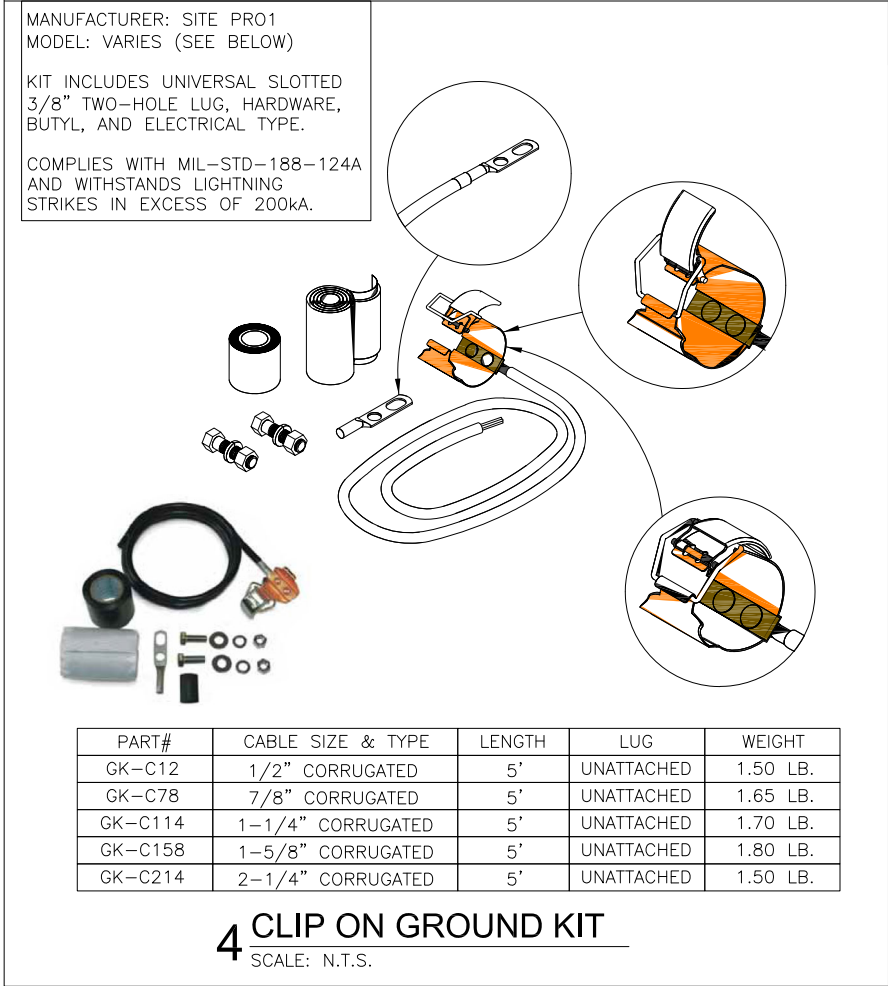 MANUFACTURER: SITE PRO1
MODEL: VARIES (SEE BELOW)
KIT INCLUDES UNIVERSAL SLOTTED
3/8" TWO-HOLE LUG, HARDWARE,
BUTYL, AND ELECTRICAL TYPE.
COMPLIES WITH MIL-STD-188-124A
AND WITHSTANDS LIGHTNING
STRIKES IN EXCESS OF 200kA.
PART# CABLE SIZE & TYPE LENGTH LUG WEIGHT
GK-C12 1/2" CORRUGATED 5' UNATTACHED 1.50 LB.
GK-C78 7/8" CORRUGATED 5' UNATTACHED 1.65 LB.
GK-C114 1-1/4" CORRUGATED 5' UNATTACHED 1.70 LB.
GK-C158 1-5/8" CORRUGATED 5' UNATTACHED 1.80 LB.
GK-C214 2-1/4" CORRUGATED 5' UNATTACHED 1.50 LB.
4 CLIP ON GROUND KIT
SCALE: N.T.S.